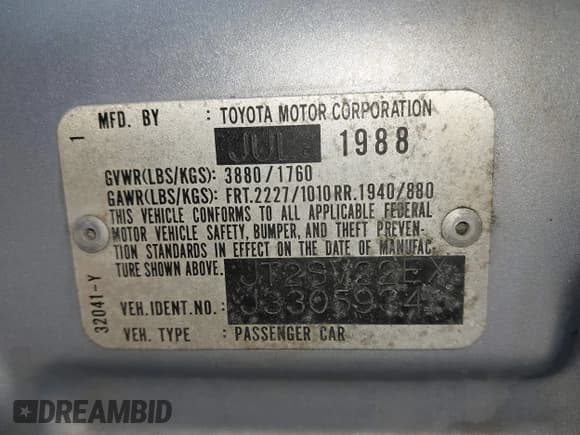 1 MFD. BY : TOYOTA MOTOR CORPORATION
JUL. 1988
GVWR(LBS/KGS): 3880/1760
GAWR(LBS/KGS): FRT.2227/1010 RR.1940/880
THIS VEHICLE CONFORMS TO ALL APPLICABLE FEDERAL
MOTOR VEHICLE SAFETY, BUMPER, AND THEFT PREVEN-
TION STANDARDS IN EFFECT ON THE DATE OF MANUFAC
TURE SHOWN ABOVE. JT2SV22EX
VEH.IDENT.NO.: J3305934
VEH. TYPE : PASSENGER CAR
32041-Y
DREAMBID